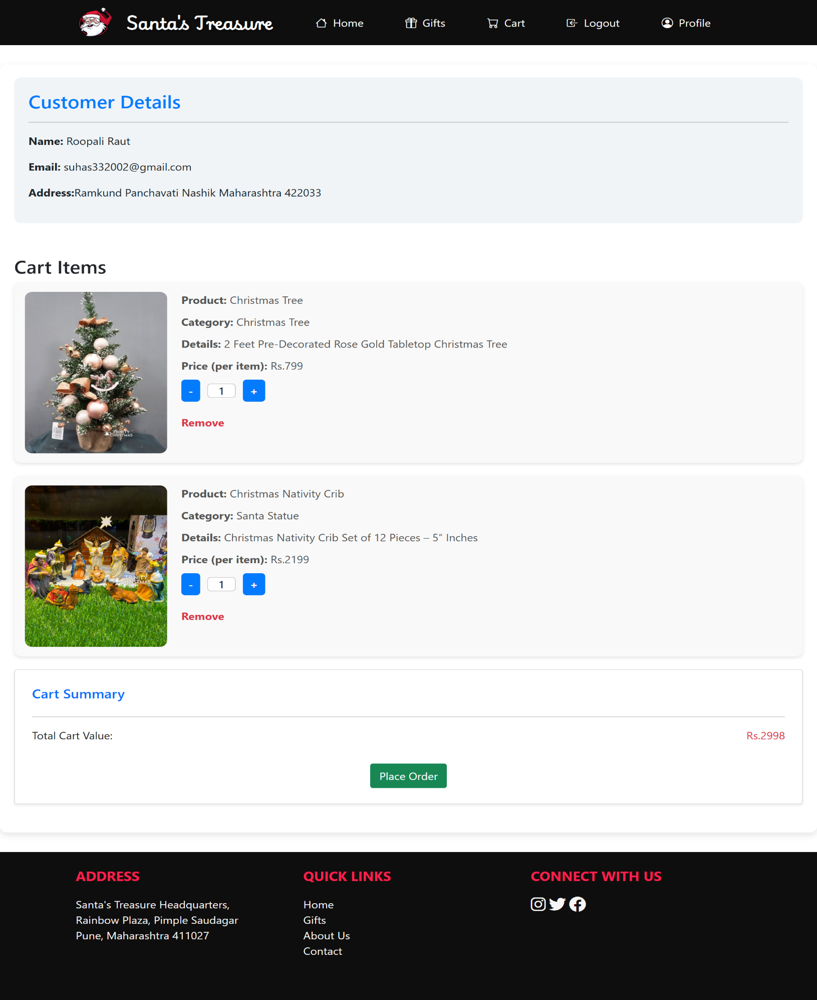 Santa's Treasure
Home
Gifts
Cart
Logout
Profile
Customer Details
Name: Roopali Raut
Email: suhas332002@gmail.com
Address:Ramkund Panchavati Nashik Maharashtra 422033
Cart Items
TRINITY
CHRISTMAS
Product: Christmas Tree
Category: Christmas Tree
Details: 2 Feet Pre-Decorated Rose Gold Tabletop Christmas Tree
Price (per item): Rs.799
- 1 +
Remove
TRINITY
CHRISTMAS
Product: Christmas Nativity Crib
Category: Santa Statue
Details: Christmas Nativity Crib Set of 12 Pieces – 5″ Inches
Price (per item): Rs.2199
- 1 +
Remove
Cart Summary
Total Cart Value: Rs.2998
Place Order
ADDRESS
Santa's Treasure Headquarters,
Rainbow Plaza, Pimple Saudagar
Pune, Maharashtra 411027
QUICK LINKS
Home
Gifts
About Us
Contact
CONNECT WITH US